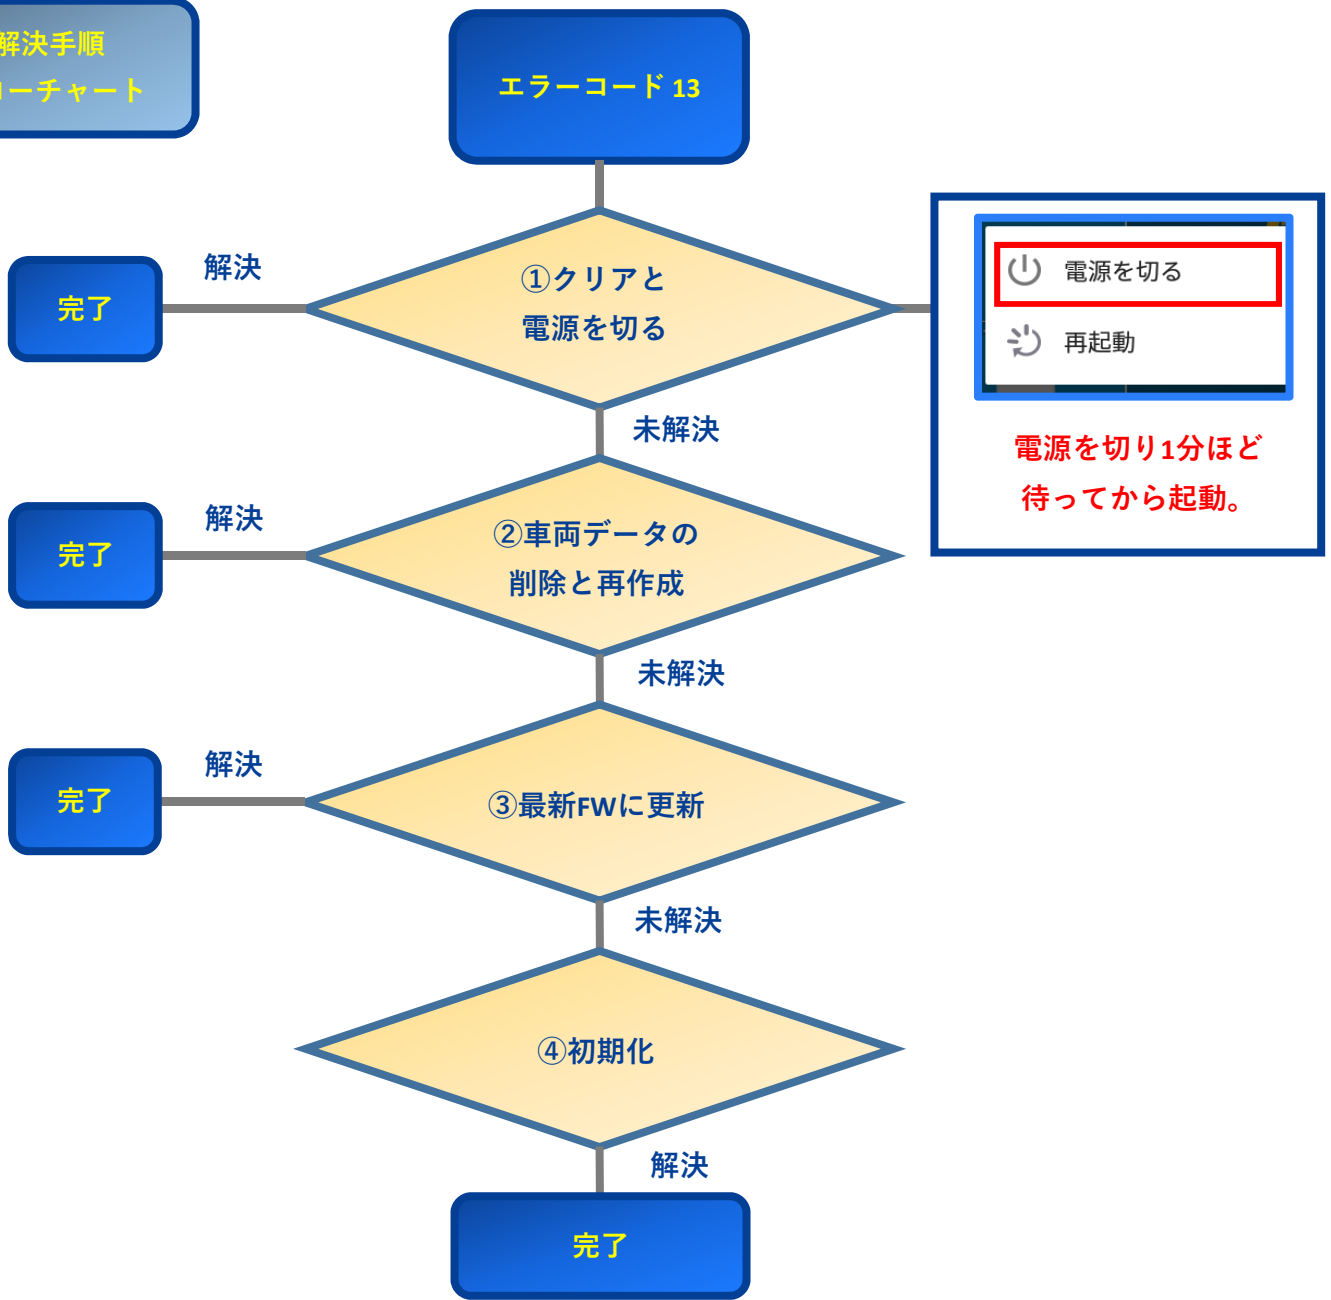 解決手順
ローチャート
エラーコード 13
解決
完了
①クリアと
電源を切る
電源を切る
再起動
電源を切り1分ほど
待ってから起動。
未解決
解決
完了
②車両データの
削除と再作成
未解決
解決
完了
③最新FWに更新
未解決
④初期化
解決
完了